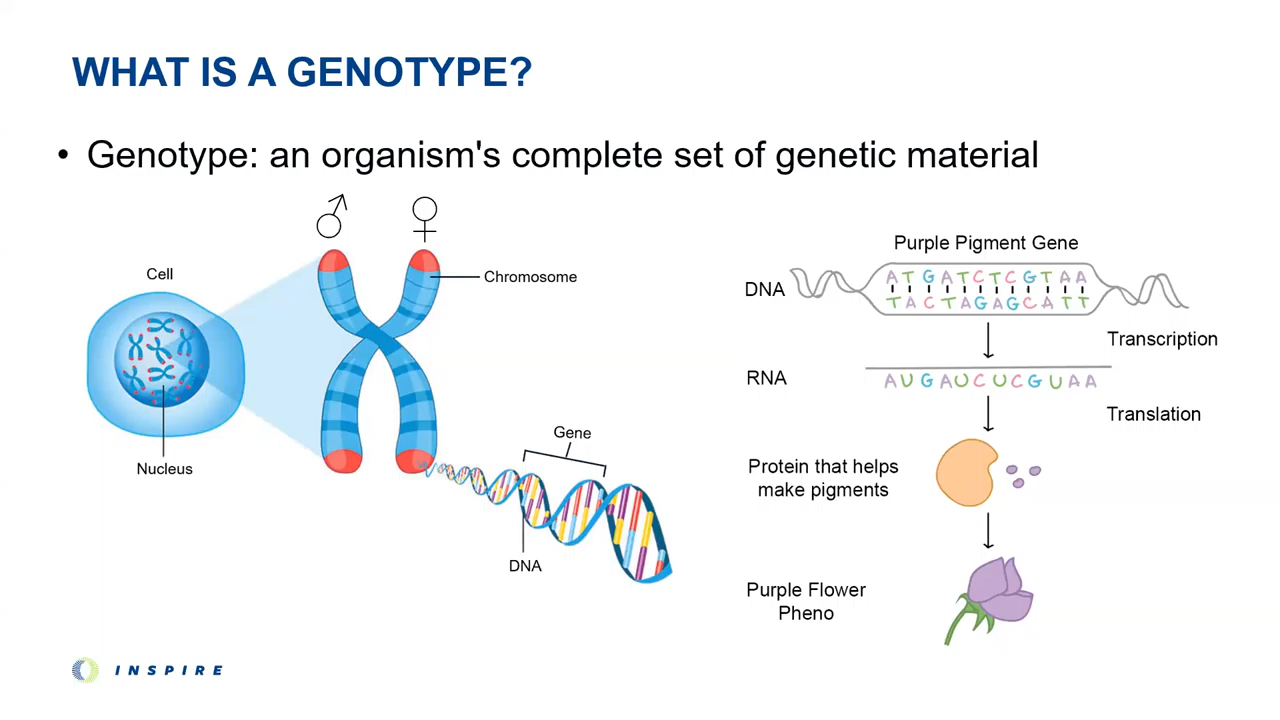 WHAT IS A GENOTYPE?
• Genotype: an organism's complete set of genetic material
♂ ♀
Cell
Chromosome
Nucleus
Gene
DNA
Purple Pigment Gene
DNA
ATGATCTCGTAA
TACTAGAGCATT
Transcription
RNA
AUGAUCUCGUAA
Translation
Protein that helps
make pigments
Purple Flower
Pheno
INSPIRE